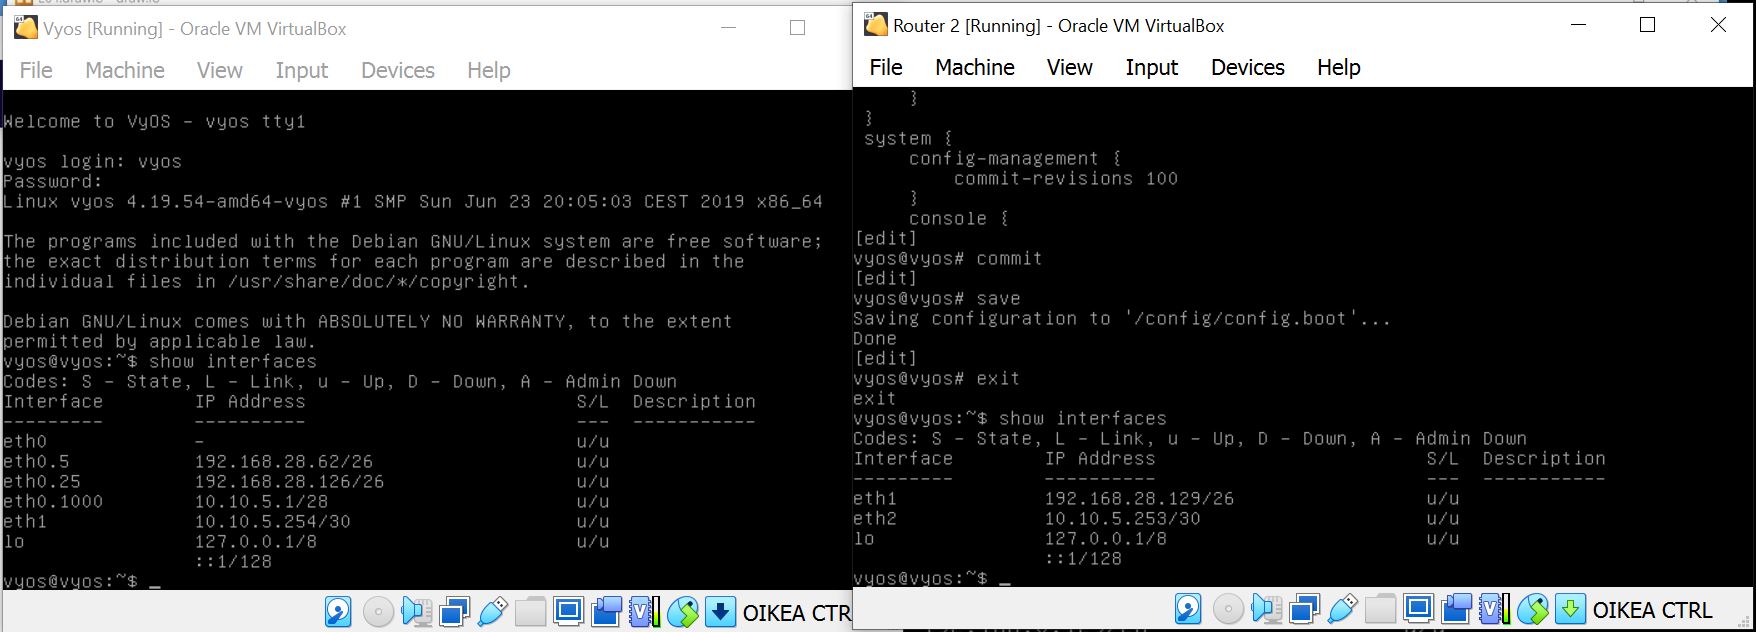 Vyos [Running] - Oracle VM VirtualBox
File Machine View Input Devices Help
Welcome to VyOS - vyos tty1
vyos login: vyos
Password:
Linux vyos 4.19.54-amd64-vyos #1 SMP Sun Jun 23 20:05:03 CEST 2019 x86_64
The programs included with the Debian GNU/Linux system are free software;
the exact distribution terms for each program are described in the
individual files in /usr/share/doc/*/copyright.
Debian GNU/Linux comes with ABSOLUTELY NO WARRANTY, to the extent
permitted by applicable law.
vyos@vyos:~$ show interfaces
Codes: S - State, L - Link, u - Up, D - Down, A - Admin Down
Interface IP Address S/L Description
--------- ---------- --- -----------
eth0 - u/u
eth0.5 192.168.28.62/26 u/u
eth0.25 192.168.28.126/26 u/u
eth0.1000 10.10.5.1/28 u/u
eth1 10.10.5.254/30 u/u
lo 127.0.0.1/8 u/u
::1/128
vyos@vyos:~$ _
OIKEA CTR
Router 2 [Running] - Oracle VM VirtualBox
File Machine View Input Devices Help
}
}
system {
config-management {
commit-revisions 100
}
console {
[edit]
vyos@vyos# commit
[edit]
vyos@vyos# save
Saving configuration to '/config/config.boot'...
Done
[edit]
vyos@vyos# exit
exit
vyos@vyos:~$ show interfaces
Codes: S - State, L - Link, u - Up, D - Down, A - Admin Down
Interface IP Address S/L Description
--------- ---------- --- -----------
eth1 192.168.28.129/26 u/u
eth2 10.10.5.253/30 u/u
lo 127.0.0.1/8 u/u
::1/128
vyos@vyos:~$ _
OIKEA CTRL